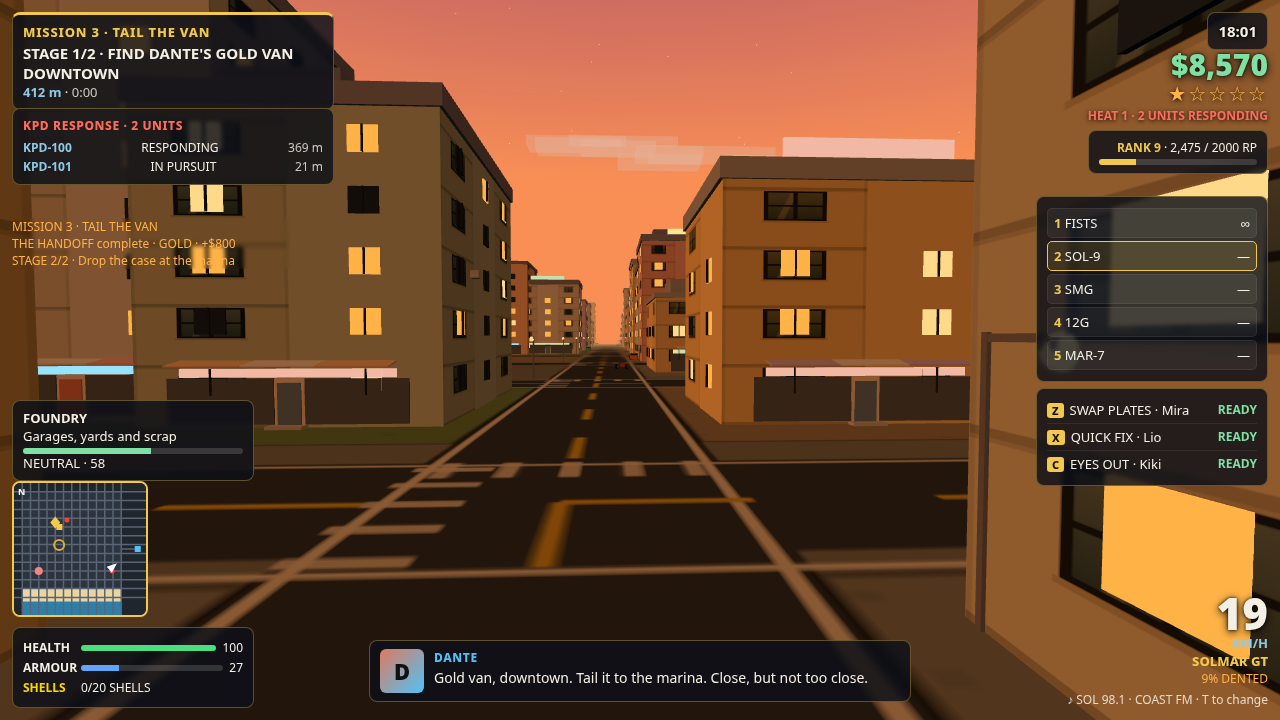 MISSION 3 · TAIL THE VAN
STAGE 1/2 · FIND DANTE'S GOLD VAN
DOWNTOWN
412 m · 0:00
KPD RESPONSE · 2 UNITS
KPD-100 RESPONDING 369 m
KPD-101 IN PURSUIT 21 m
MISSION 3 · TAIL THE VAN
THE HANDOFF complete · GOLD · +$800
STAGE 2/2 · Drop the case at the marina
FOUNDRY
Garages, yards and scrap
NEUTRAL · 58
N
HEALTH 100
ARMOUR 27
SHELLS 0/20 SHELLS
D
DANTE
Gold van, downtown. Tail it to the marina. Close, but not too close.
18:01
$8,570
★☆☆☆☆
HEAT 1 · 2 UNITS RESPONDING
RANK 9 · 2,475 / 2000 RP
1 FISTS ∞
2 SOL-9 —
3 SMG —
4 12G —
5 MAR-7 —
Z SWAP PLATES · Mira READY
X QUICK FIX · Lio READY
C EYES OUT · Kiki READY
19
KM/H
SOLMAR GT
9% DENTED
♪ SOL 98.1 · COAST FM · T to change